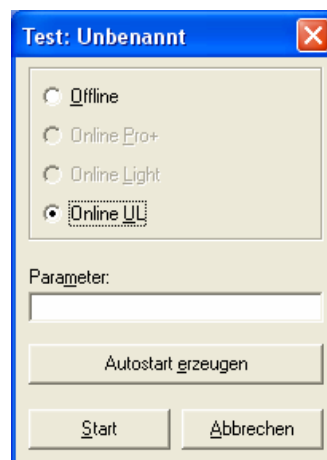 Test: Unbenannt
Offline
Online Pro+
Online Light
Online UL
Parameter:
Autostart erzeugen
Start Abbrechen